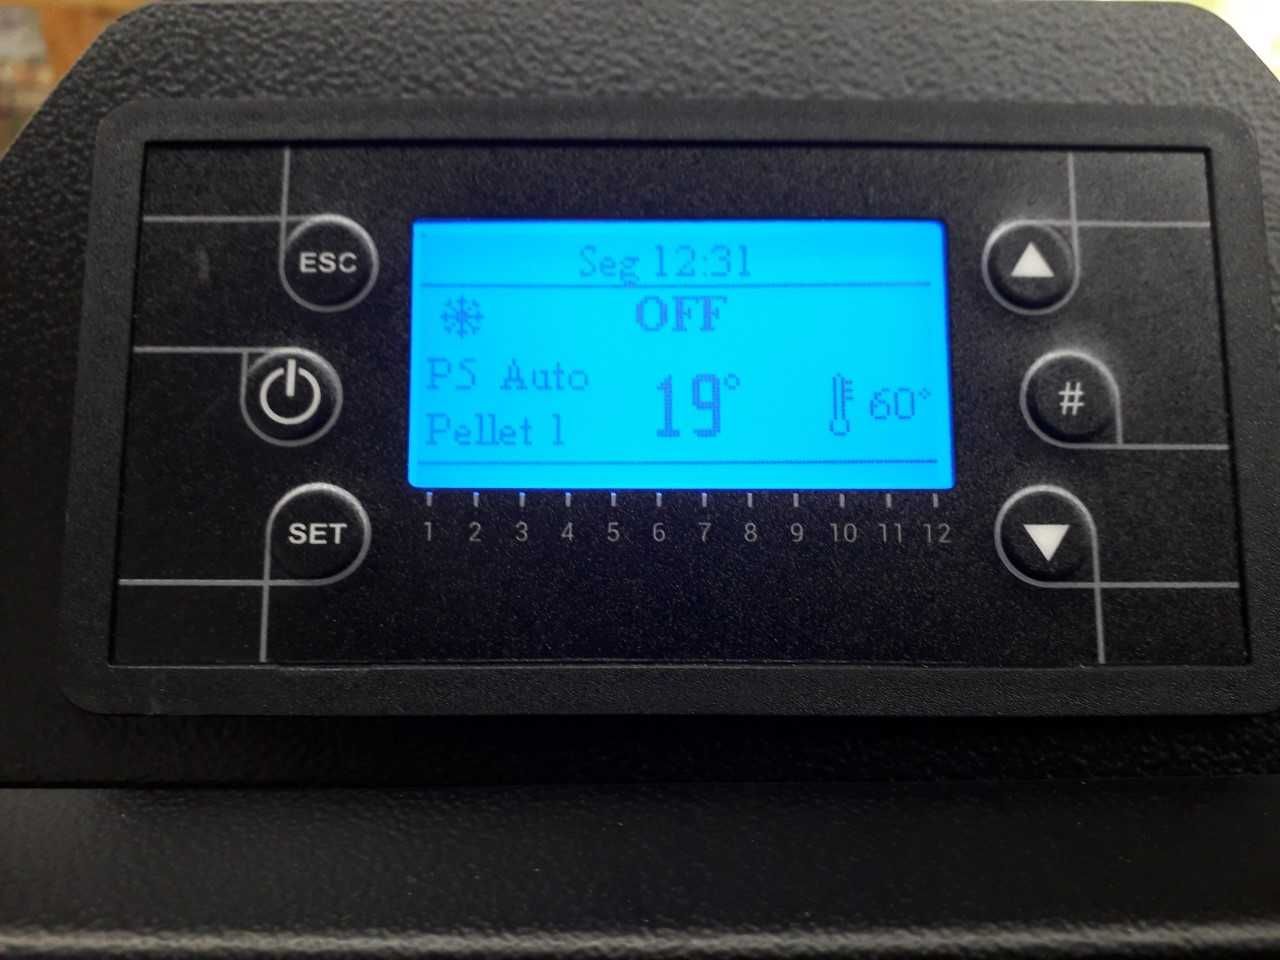 Seg 12:31
OFF
P5 Auto
Pellet 1
19°
60°
ESC
SET
#
1 2 3 4 5 6 7 8 9 10 11 12